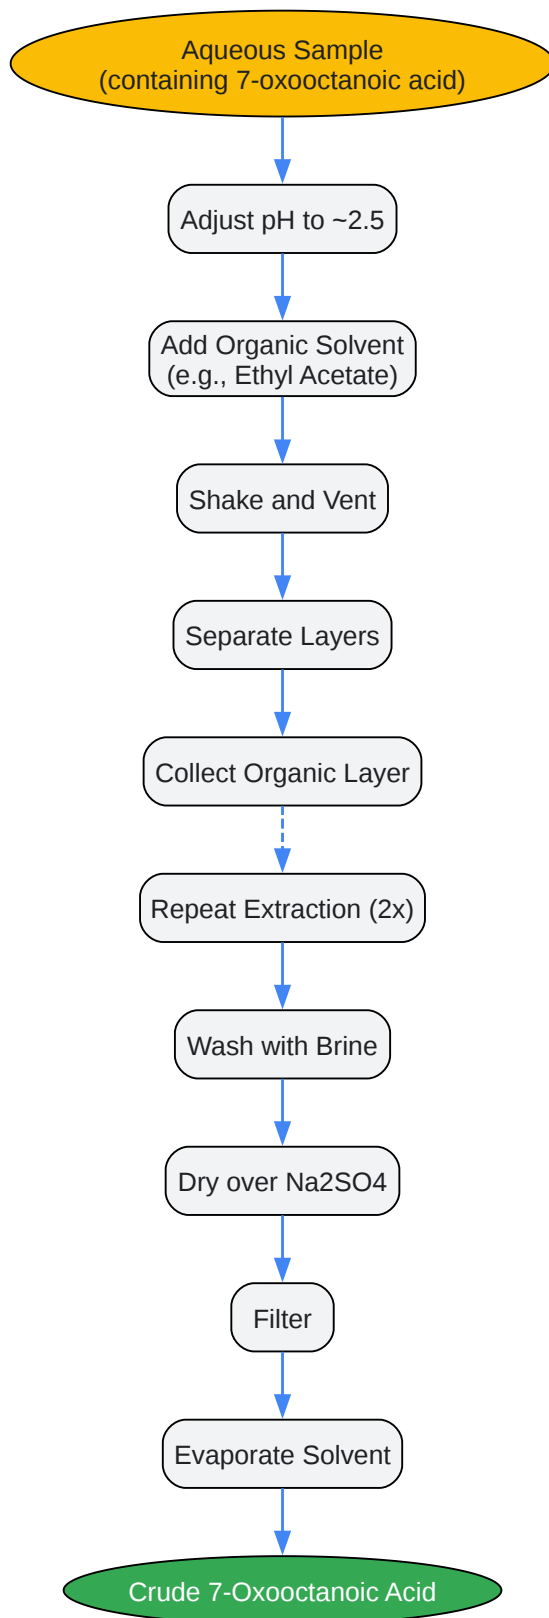 Aqueous Sample
(containing 7-oxooctanoic acid)
Adjust pH to ~2.5
Add Organic Solvent
(e.g., Ethyl Acetate)
Shake and Vent
Separate Layers
Collect Organic Layer
Repeat Extraction (2x)
Wash with Brine
Dry over Na2SO4
Filter
Evaporate Solvent
Crude 7-Oxooctanoic Acid